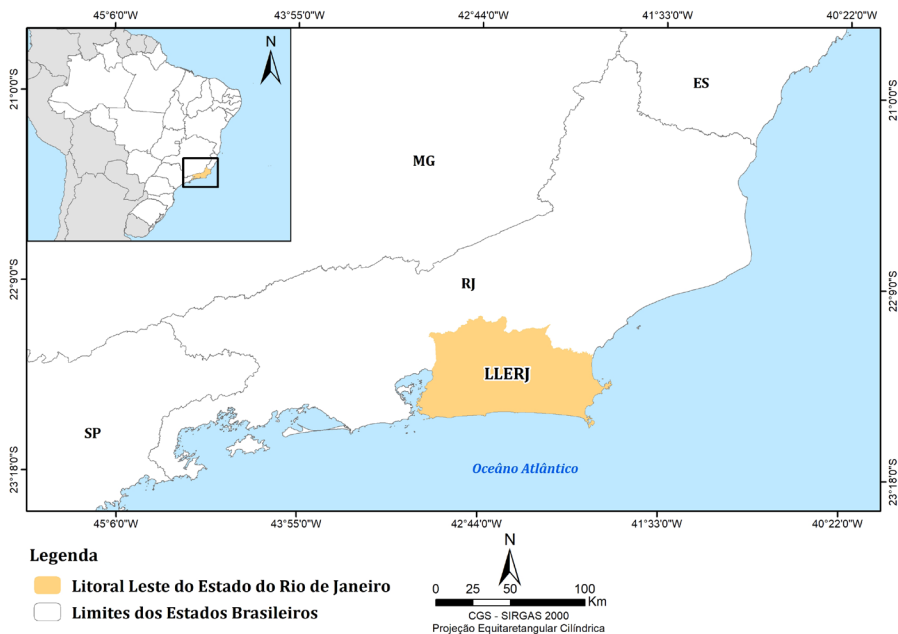 45°6'0"W 43°55'0"W 42°44'0"W 41°33'0"W 40°22'0"W
N
21°0'0"S
21°0'0"S
ES
MG
22°9'0"S
22°9'0"S
RJ
LLERJ
SP
Oceâno Atlântico
23°18'0"S
23°18'0"S
45°6'0"W 43°55'0"W 42°44'0"W 41°33'0"W 40°22'0"W
Legenda
Litoral Leste do Estado do Rio de Janeiro
Limites dos Estados Brasileiros
N
0 25 50 100
Km
CGS - SIRGAS 2000
Projeção Equitaretangular Cilíndrica